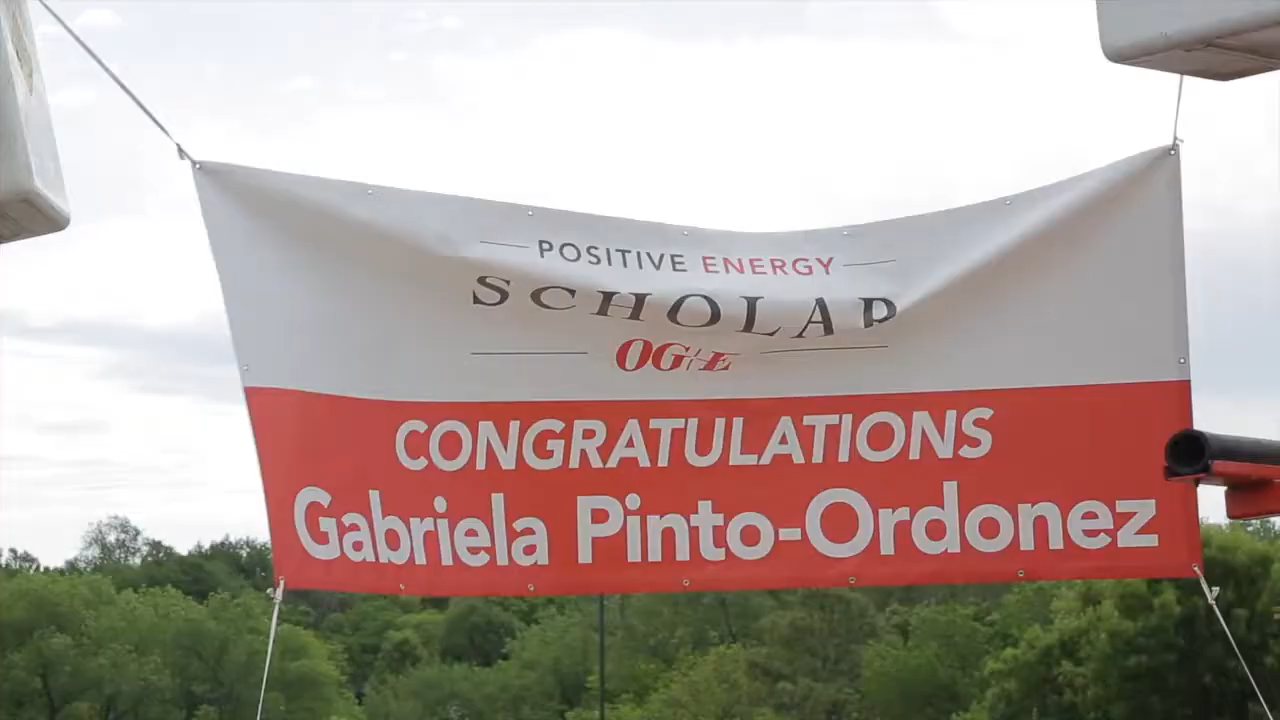 POSITIVE ENERGY
SCHOLAR
OG+E
CONGRATULATIONS
Gabriela Pinto-Ordonez